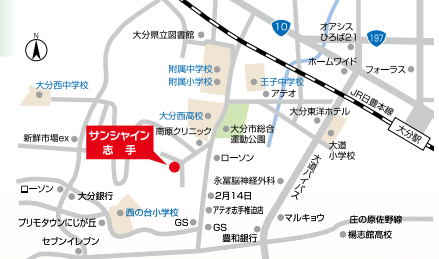 オアシス
ひろば21
10
197
大分県立図書館
ホームワイド
フォーラス
附属中学校
附属小学校
王子中学校
アテオ
大分西中学校
JR日豊本線
大分西高校
大分東洋ホテル
大分駅
新鮮市場ex
サンシャイン
志 手
南原クリニック
大分市総合
運動公園
大道
小学校
ローソン
大道バイパス
永冨脳神経外科
ローソン
大分銀行
2月14日
西の台小学校
アテオ志手椎迫店
マルキョウ
庄の原佐野線
プリモタウンにじが丘
GS
GS
豊和銀行
楊志館高校
セブンイレブン
N